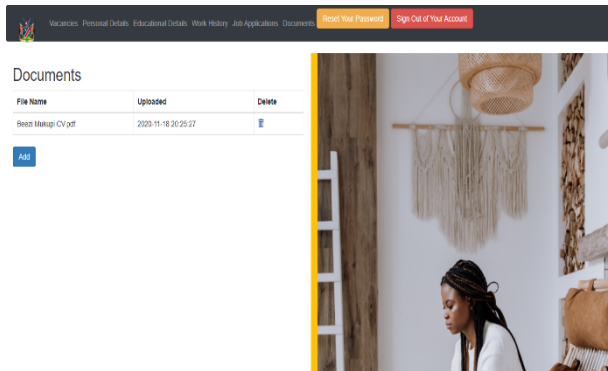 Vacancies Personal Details Educational Details Work History Job Applications Documents Reset Your Password Sign Out of Your Account
Documents
File Name Uploaded Delete
Beezi Mukupi CV.pdf 2020-11-18 20:25:27
Add